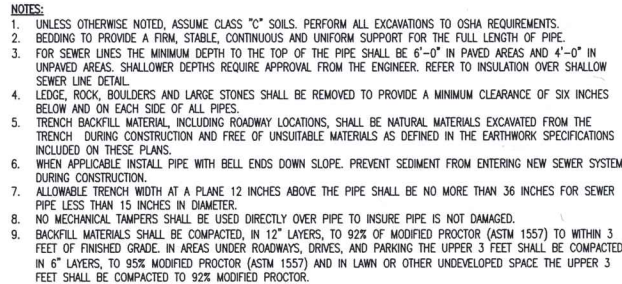 NOTES:
1. UNLESS OTHERWISE NOTED, ASSUME CLASS "C" SOILS. PERFORM ALL EXCAVATIONS TO OSHA REQUIREMENTS.
2. BEDDING TO PROVIDE A FIRM, STABLE, CONTINUOUS AND UNIFORM SUPPORT FOR THE FULL LENGTH OF PIPE.
3. FOR SEWER LINES THE MINIMUM DEPTH TO THE TOP OF THE PIPE SHALL BE 6'-0" IN PAVED AREAS AND 4'-0" IN
UNPAVED AREAS. SHALLOWER DEPTHS REQUIRE APPROVAL FROM THE ENGINEER. REFER TO INSULATION OVER SHALLOW
SEWER LINE DETAIL.
4. LEDGE, ROCK, BOULDERS AND LARGE STONES SHALL BE REMOVED TO PROVIDE A MINIMUM CLEARANCE OF SIX INCHES
BELOW AND ON EACH SIDE OF ALL PIPES.
5. TRENCH BACKFILL MATERIAL, INCLUDING ROADWAY LOCATIONS, SHALL BE NATURAL MATERIALS EXCAVATED FROM THE
TRENCH DURING CONSTRUCTION AND FREE OF UNSUITABLE MATERIALS AS DEFINED IN THE EARTHWORK SPECIFICATIONS
INCLUDED ON THESE PLANS.
6. WHEN APPLICABLE INSTALL PIPE WITH BELL ENDS DOWN SLOPE. PREVENT SEDIMENT FROM ENTERING NEW SEWER SYSTEM
DURING CONSTRUCTION.
7. ALLOWABLE TRENCH WIDTH AT A PLANE 12 INCHES ABOVE THE PIPE SHALL BE NO MORE THAN 36 INCHES FOR SEWER
PIPE LESS THAN 15 INCHES IN DIAMETER.
8. NO MECHANICAL TAMPERS SHALL BE USED DIRECTLY OVER PIPE TO INSURE PIPE IS NOT DAMAGED.
9. BACKFILL MATERIALS SHALL BE COMPACTED, IN 12" LAYERS, TO 92% OF MODIFIED PROCTOR (ASTM 1557) TO WITHIN 3
FEET OF FINISHED GRADE. IN AREAS UNDER ROADWAYS, DRIVES, AND PARKING THE UPPER 3 FEET SHALL BE COMPACTED
IN 6" LAYERS, TO 95% MODIFIED PROCTOR (ASTM 1557) AND IN LAWN OR OTHER UNDEVELOPED SPACE THE UPPER 3
FEET SHALL BE COMPACTED TO 92% MODIFIED PROCTOR.